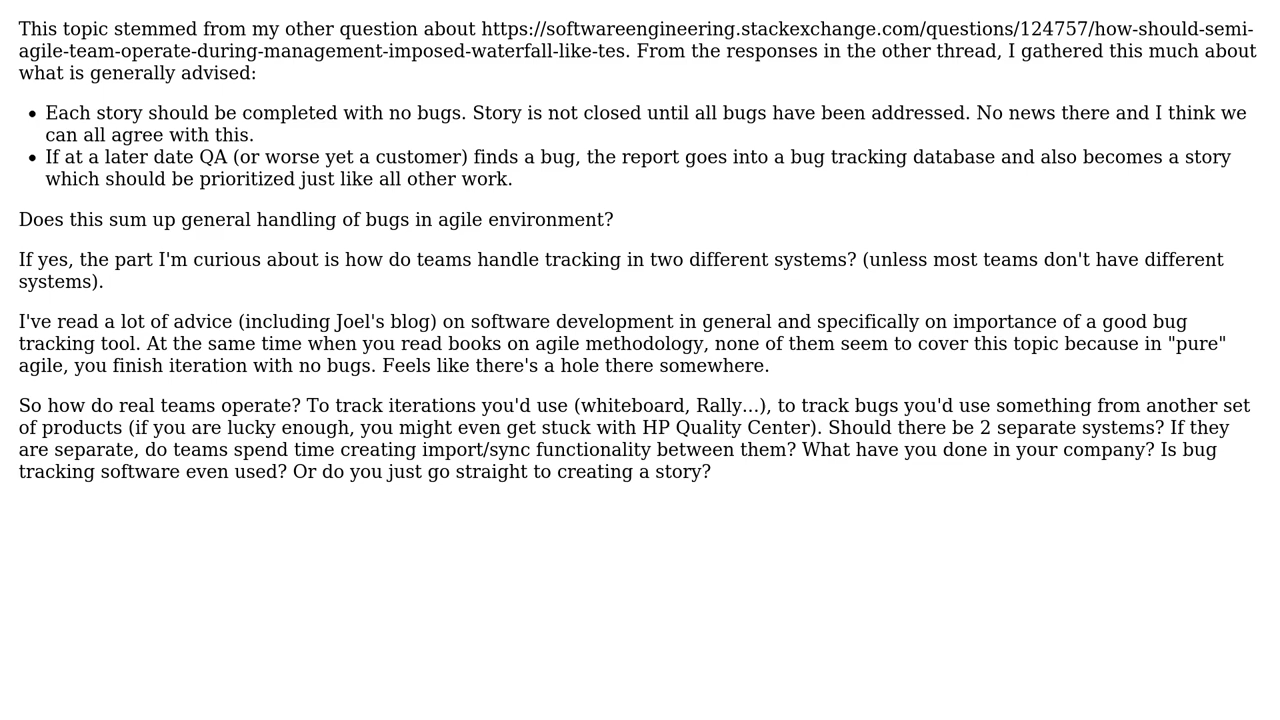 This topic stemmed from my other question about https://softwareengineering.stackexchange.com/questions/124757/how-should-semi-
agile-team-operate-during-management-imposed-waterfall-like-tes. From the responses in the other thread, I gathered this much about
what is generally advised:
• Each story should be completed with no bugs. Story is not closed until all bugs have been addressed. No news there and I think we
can all agree with this.
• If at a later date QA (or worse yet a customer) finds a bug, the report goes into a bug tracking database and also becomes a story
which should be prioritized just like all other work.
Does this sum up general handling of bugs in agile environment?
If yes, the part I'm curious about is how do teams handle tracking in two different systems? (unless most teams don't have different
systems).
I've read a lot of advice (including Joel's blog) on software development in general and specifically on importance of a good bug
tracking tool. At the same time when you read books on agile methodology, none of them seem to cover this topic because in "pure"
agile, you finish iteration with no bugs. Feels like there's a hole there somewhere.
So how do real teams operate? To track iterations you'd use (whiteboard, Rally...), to track bugs you'd use something from another set
of products (if you are lucky enough, you might even get stuck with HP Quality Center). Should there be 2 separate systems? If they
are separate, do teams spend time creating import/sync functionality between them? What have you done in your company? Is bug
tracking software even used? Or do you just go straight to creating a story?